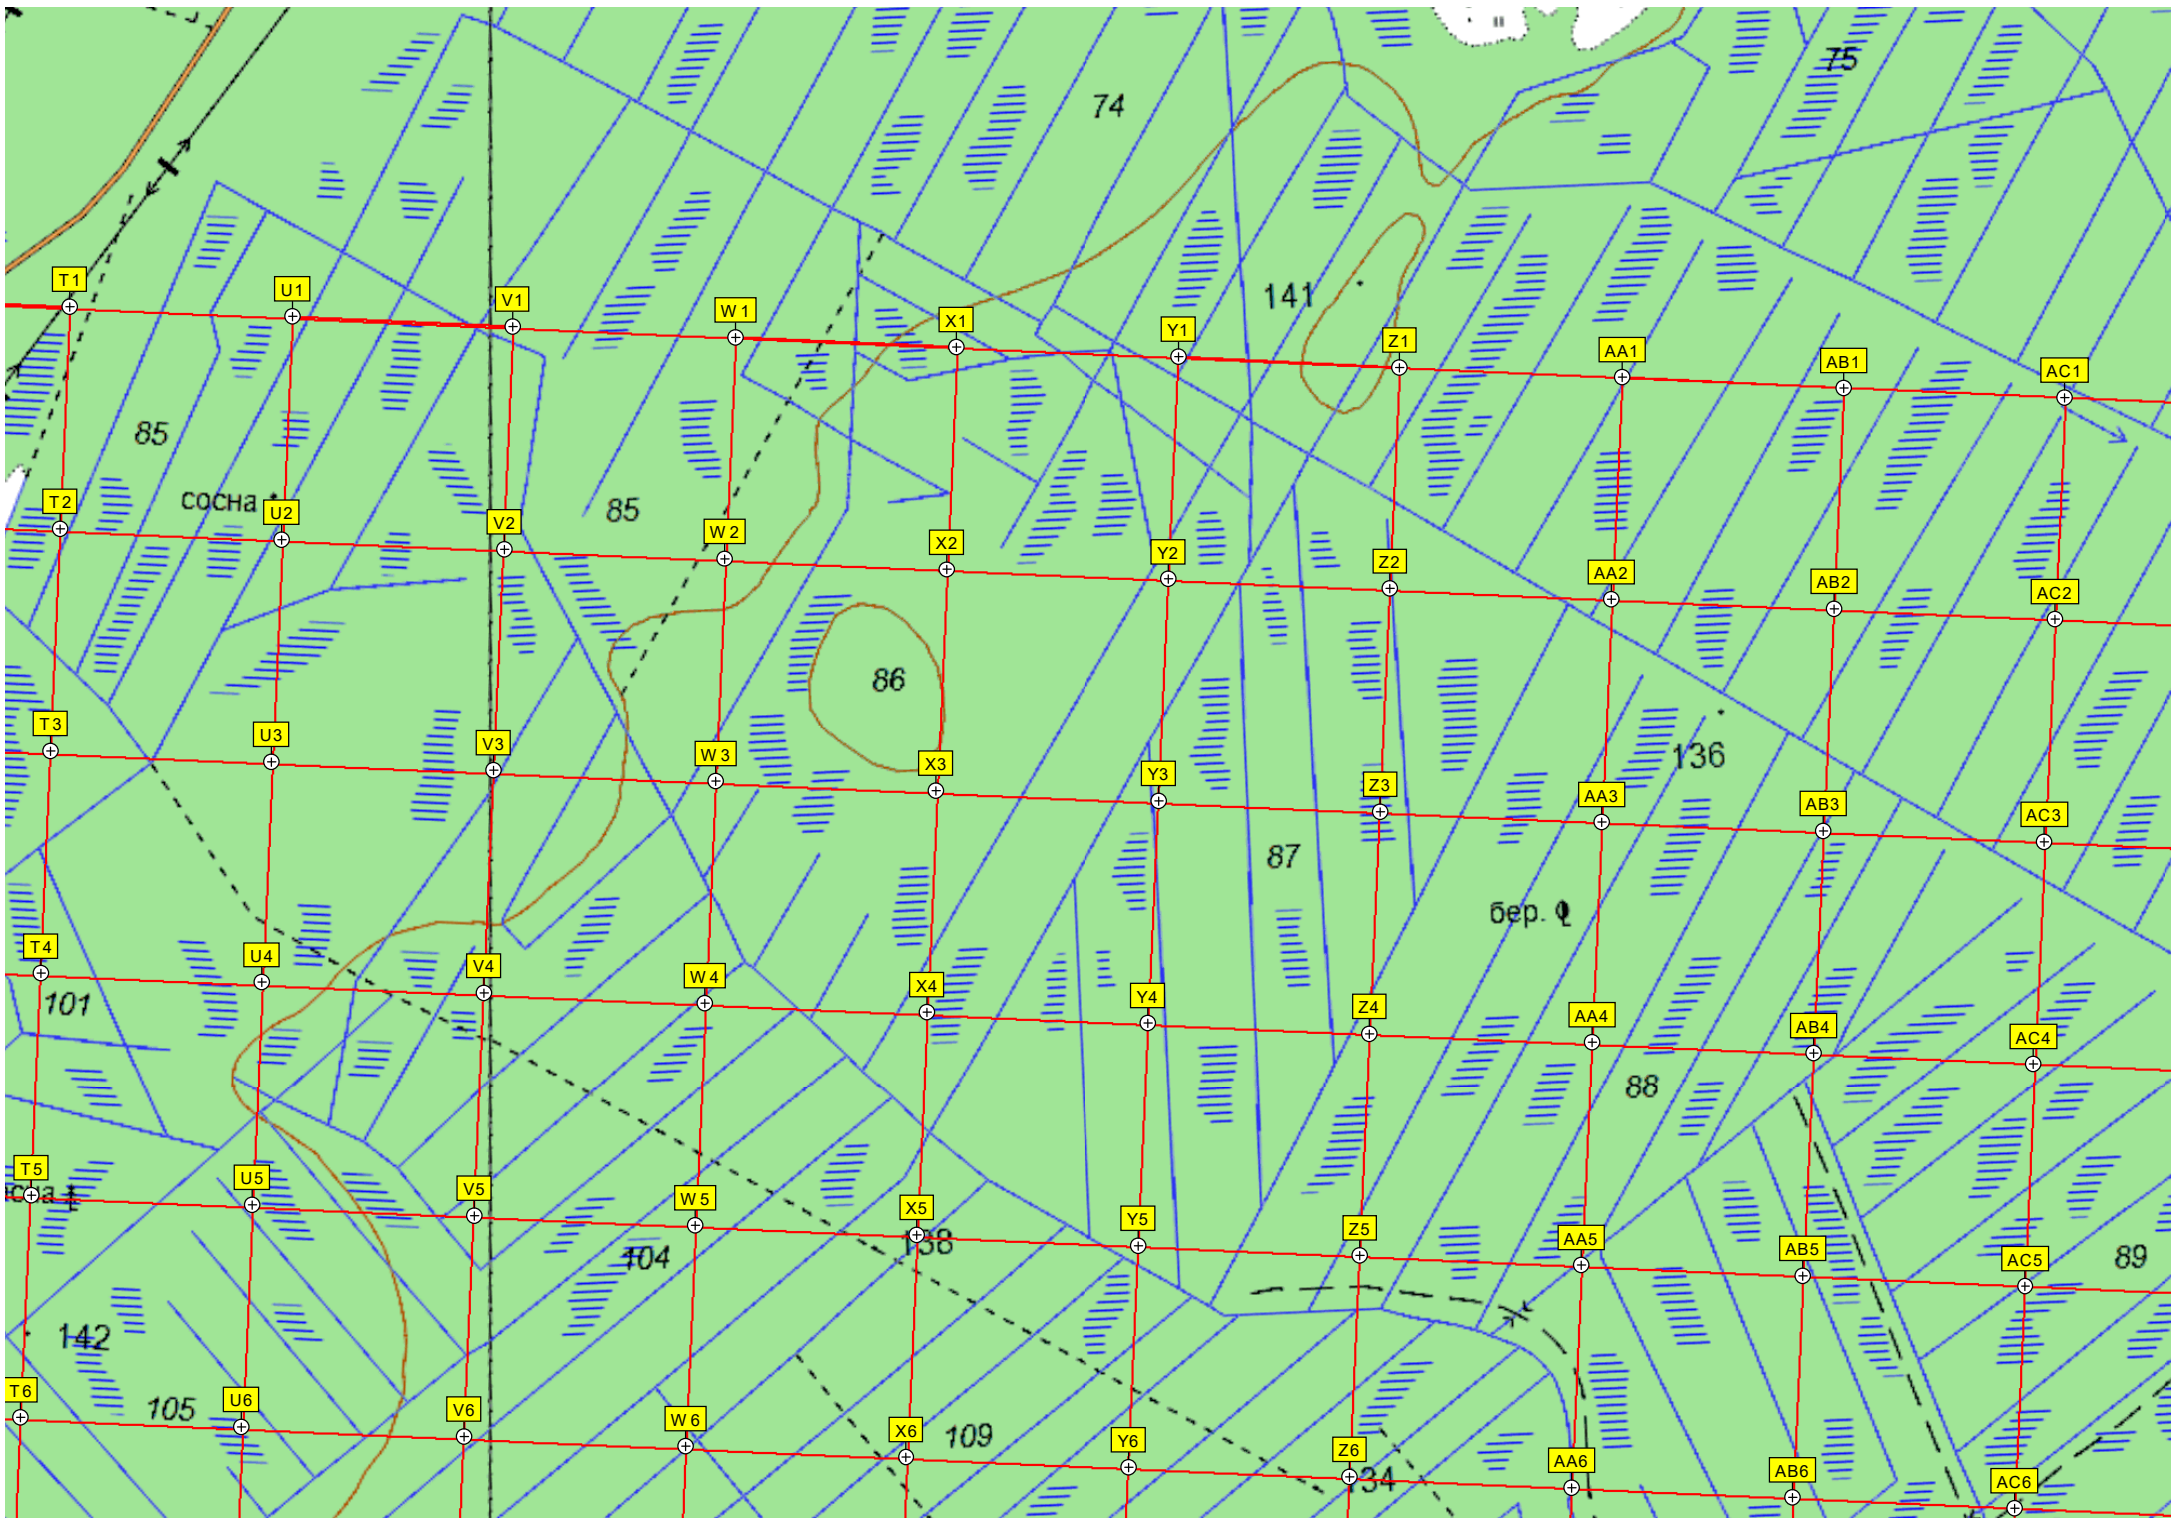 75
74
141
T1 U1 V1 W1 X1 Y1 Z1 AA1 AB1 AC1
85
сосна
85
T2 U2 V2 W2 X2 Y2 Z2 AA2 AB2 AC2
86
136
T3 U3 V3 W3 X3 Y3 Z3 AA3 AB3 AC3
87
бер.
T4 U4 V4 W4 X4 Y4 Z4 AA4 AB4 AC4
101
88
T5 U5 V5 W5 X5 Y5 Z5 AA5 AB5 AC5
104
138
89
142
T6 U6 V6 W6 X6 Y6 Z6 AA6 AB6 AC6
105
109
134